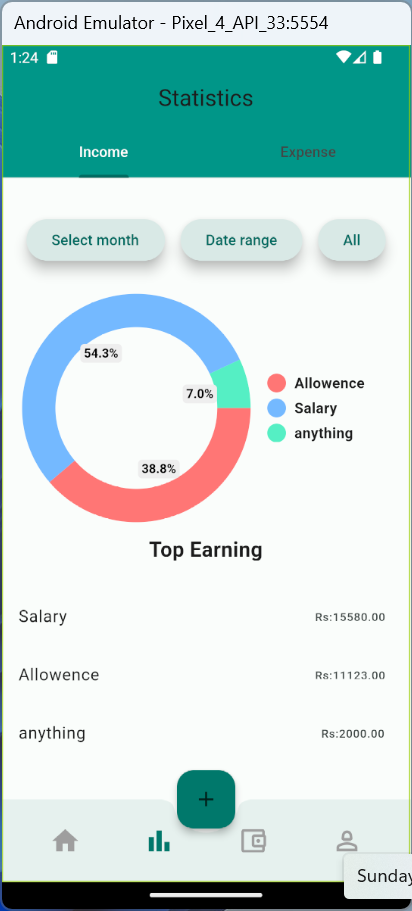 Android Emulator - Pixel_4_API_33:5554
1:24
Statistics
Income Expense
Select month Date range All
54.3%
7.0%
38.8%
Allowence
Salary
anything
Top Earning
Salary Rs:15580.00
Allowence Rs:11123.00
anything Rs:2000.00
+
Sunday